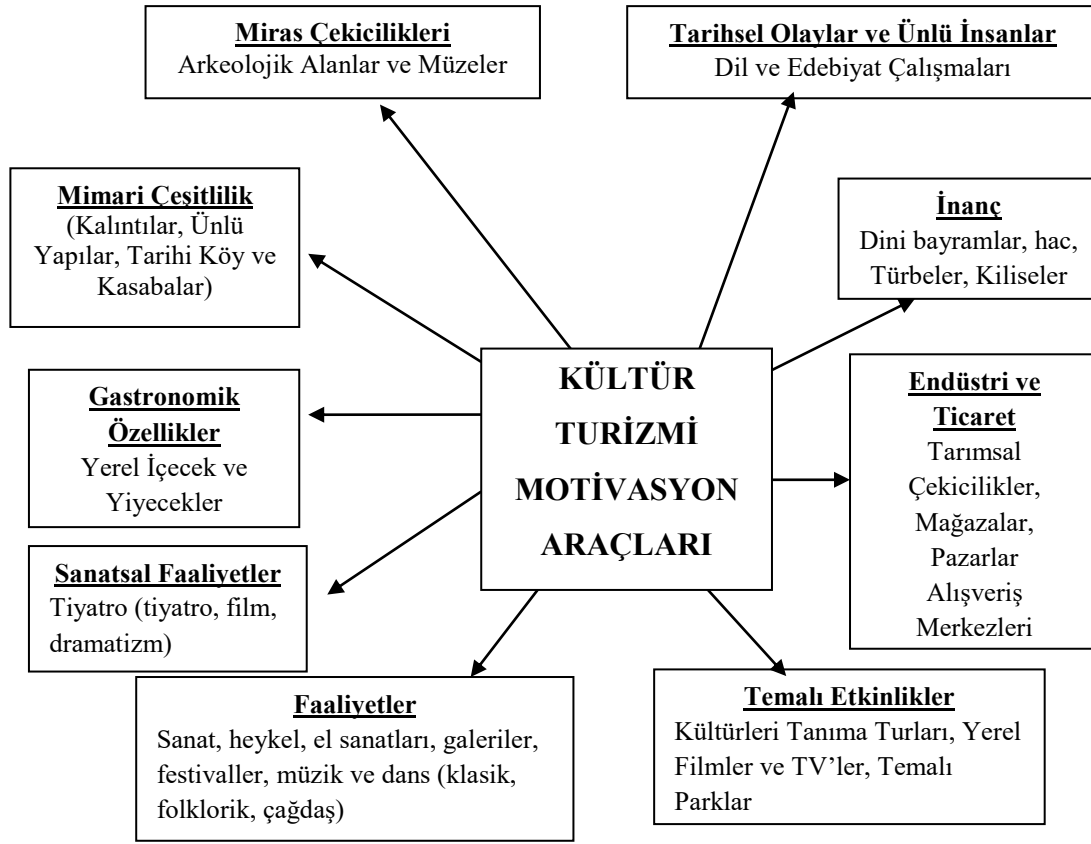 Miras Çekicilikleri
Arkeolojik Alanlar ve Müzeler
Tarihsel Olaylar ve Ünlü İnsanlar
Dil ve Edebiyat Çalışmaları
Mimari Çeşitlilik
(Kalıntılar, Ünlü
Yapılar, Tarihi Köy ve
Kasabalar)
İnanç
Dini bayramlar, hac,
Türbeler, Kiliseler
KÜLTÜR
TURİZMİ
MOTİVASYON
ARAÇLARI
Gastronomik
Özellikler
Yerel İçecek ve
Yiyecekler
Endüstri ve
Ticaret
Tarımsal
Çekicilikler,
Mağazalar,
Pazarlar
Alışveriş
Merkezleri
Sanatsal Faaliyetler
Tiyatro (tiyatro, film,
dramatizm)
Faaliyetler
Sanat, heykel, el sanatları, galeriler,
festivaller, müzik ve dans (klasik,
folklorik, çağdaş)
Temalı Etkinlikler
Kültürleri Tanıma Turları, Yerel
Filmler ve TV’ler, Temalı
Parklar